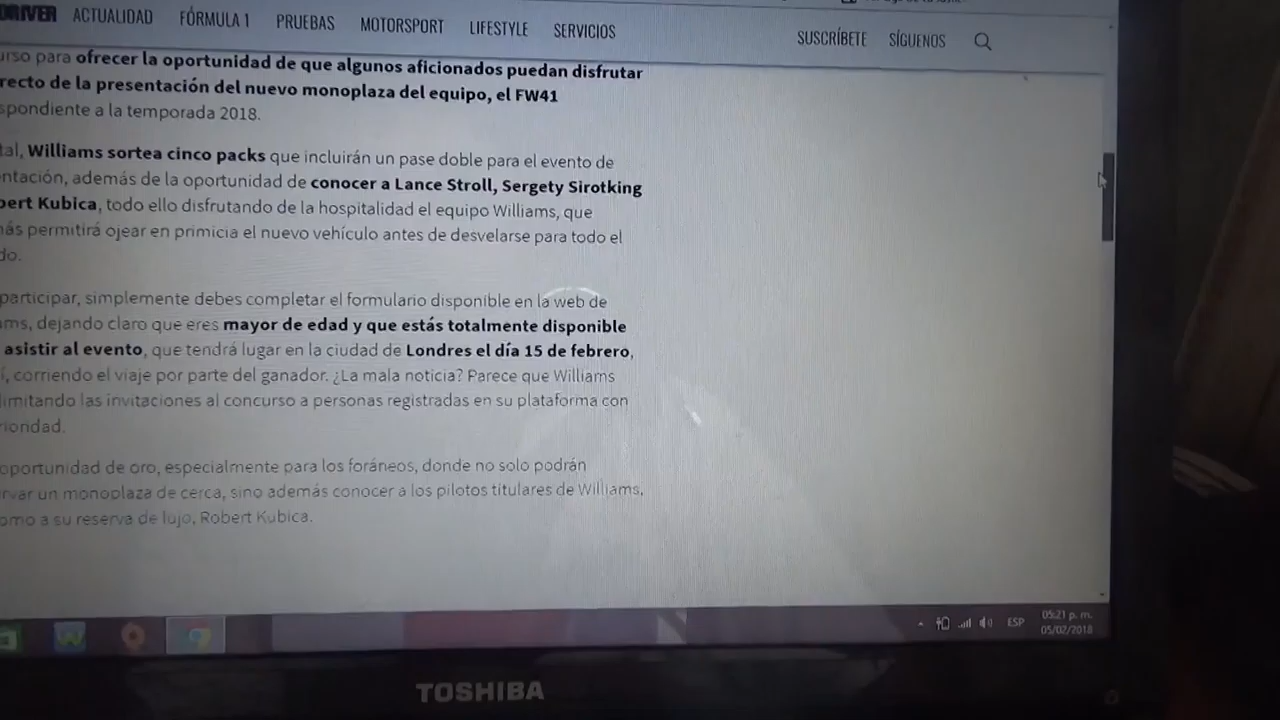 DRIVER ACTUALIDAD FÓRMULA 1 PRUEBAS MOTORSPORT LIFESTYLE SERVICIOS SUSCRÍBETE SÍGUENOS
urso para ofrecer la oportunidad de que algunos aficionados puedan disfrutar
recto de la presentación del nuevo monoplaza del equipo, el FW41
spondiente a la temporada 2018.
tal, Williams sortea cinco packs que incluirán un pase doble para el evento de
ntación, además de la oportunidad de conocer a Lance Stroll, Sergety Sirotking
bert Kubica, todo ello disfrutando de la hospitalidad el equipo Williams, que
nás permitirá ojear en primicia el nuevo vehículo antes de desvelarse para todo el
do.
participar, simplemente debes completar el formulario disponible en la web de
ams, dejando claro que eres mayor de edad y que estás totalmente disponible
asistir al evento, que tendrá lugar en la ciudad de Londres el día 15 de febrero,
í, corriendo el viaje por parte del ganador. ¿La mala noticia? Parece que Williams
limitando las invitaciones al concurso a personas registradas en su plataforma con
rioridad.
oportunidad de oro, especialmente para los foráneos, donde no solo podrán
rvar un monoplaza de cerca, sino además conocer a los pilotos titulares de Williams,
omo a su reserva de lujo, Robert Kubica.
ESP 05:21 p. m.
05/02/2018
TOSHIBA